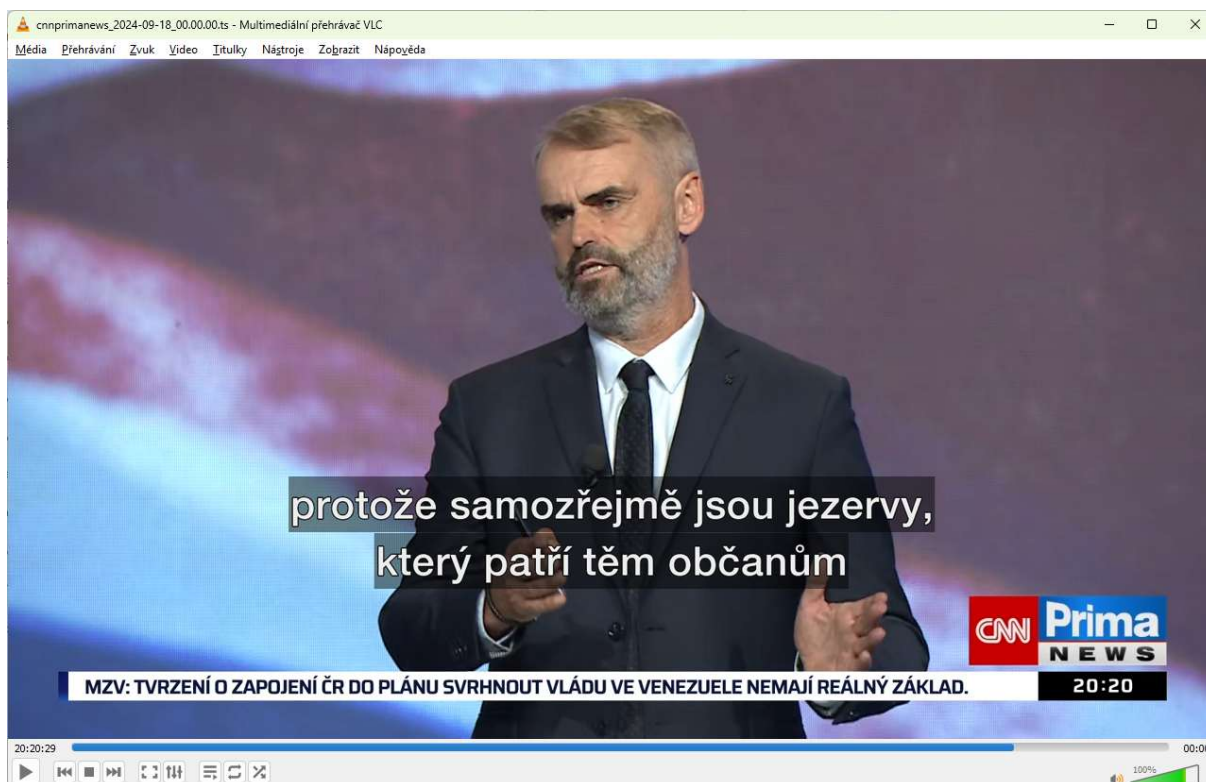 cnnprimanews_2024-09-18_00.00.00.ts - Multimediální přehrávač VLC
Média Přehrávání Zvuk Video Titulky Nástroje Zobrazit Nápověda
protože samozřejmě jsou jezervy,
který patří těm občanům
CNN Prima
NEWS
MZV: TVRZENÍ O ZAPOJENÍ ČR DO PLÁNU SVRHNOUT VLÁDU VE VENEZUELE NEMAJÍ REÁLNÝ ZÁKLAD.
20:20
20:20:29
100%